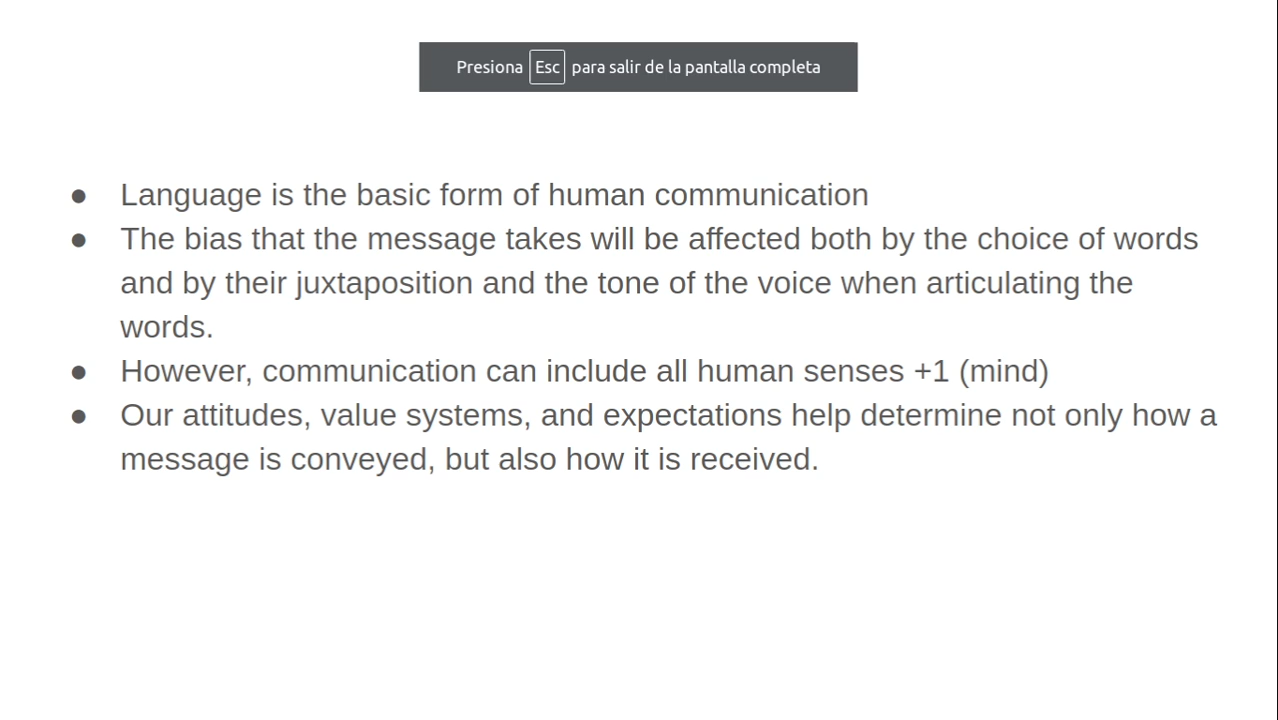 Presiona Esc para salir de la pantalla completa
● Language is the basic form of human communication
● The bias that the message takes will be affected both by the choice of words
and by their juxtaposition and the tone of the voice when articulating the
words.
● However, communication can include all human senses +1 (mind)
● Our attitudes, value systems, and expectations help determine not only how a
message is conveyed, but also how it is received.